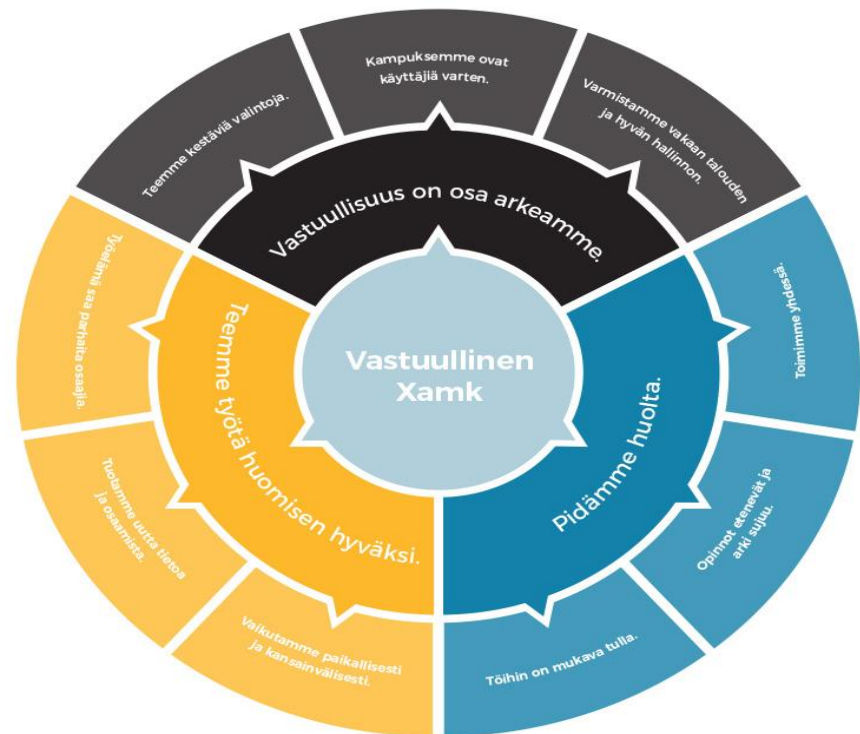 Kampuksemme ovat
käyttäjiä varten.
Teemme kestäviä valintoja.
Varmistamme vakaan talouden
ja hyvän hallinnon.
Vastuullisuus on osa arkeamme.
Työelämä saa parhaita osaajia.
Teemme työtä huomisen hyväksi.
Vastuullinen
Xamk
Pidämme huolta.
Toimimme yhdessä.
Tuotamme uutta tietoa
ja osaamista.
Opinnot etenevät ja
arki sujuu.
Vaikutamme paikallisesti
ja kansainvälisesti.
Töihin on mukava tulla.